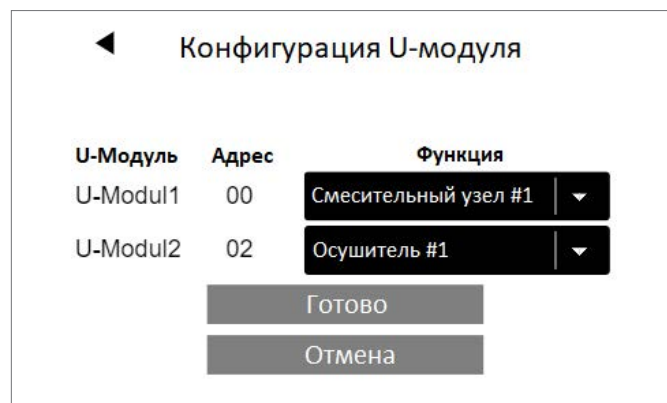 Конфигурация U-модуля
U-Модуль Адрес Функция
U-Modul1 00 Смесительный узел #1
U-Modul2 02 Осушитель #1
Готово
Отмена